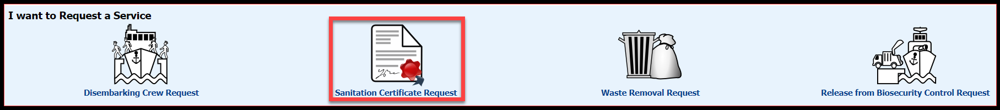 I want to Request a Service
Disembarking Crew Request
Sanitation Certificate Request
Waste Removal Request
Release from Biosecurity Control Request